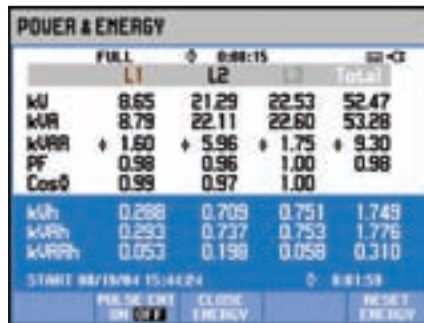 POWER & ENERGY
FULL 0:00:15
L1 L2 L3 Total
kW 8.65 21.29 22.53 52.47
kVA 8.79 22.11 22.60 53.28
kVAR 1.60 5.96 1.75 9.30
PF 0.98 0.96 1.00 0.98
CosΦ 0.99 0.97 1.00
kWh 0.288 0.709 0.751 1.749
kVAh 0.293 0.737 0.753 1.776
kVARh 0.053 0.198 0.058 0.310
START 08/19/04 15:44:24 0:01:59
PULSE CNT CLOSE RESET
ON OFF ENERGY ENERGY